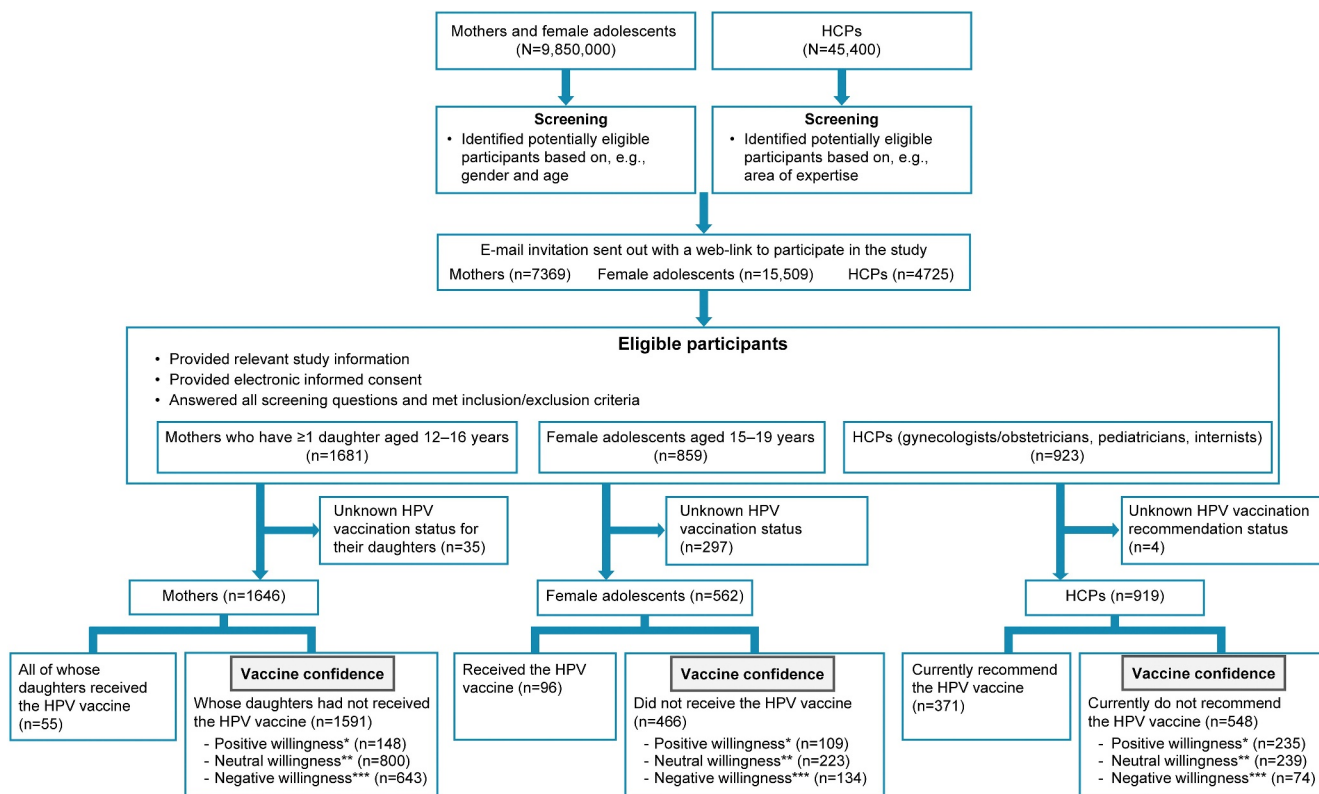 Mothers and female adolescents
(N=9,850,000)
HCPs
(N=45,400)
Screening
• Identified potentially eligible
participants based on, e.g.,
gender and age
Screening
• Identified potentially eligible
participants based on, e.g.,
area of expertise
E-mail invitation sent out with a web-link to participate in the study
Mothers (n=7369) Female adolescents (n=15,509) HCPs (n=4725)
Eligible participants
• Provided relevant study information
• Provided electronic informed consent
• Answered all screening questions and met inclusion/exclusion criteria
Mothers who have ≥1 daughter aged 12–16 years
(n=1681)
Female adolescents aged 15–19 years
(n=859)
HCPs (gynecologists/obstetricians, pediatricians, internists)
(n=923)
Unknown HPV
vaccination status for
their daughters (n=35)
Unknown HPV
vaccination status
(n=297)
Unknown HPV vaccination
recommendation status
(n=4)
Mothers (n=1646)
Female adolescents (n=562)
HCPs (n=919)
All of whose
daughters received
the HPV vaccine
(n=55)
Vaccine confidence
Whose daughters had not received
the HPV vaccine (n=1591)
- Positive willingness* (n=148)
- Neutral willingness** (n=800)
- Negative willingness*** (n=643)
Received the HPV
vaccine (n=96)
Vaccine confidence
Did not receive the HPV vaccine
(n=466)
- Positive willingness* (n=109)
- Neutral willingness** (n=223)
- Negative willingness*** (n=134)
Currently recommend
the HPV vaccine
(n=371)
Vaccine confidence
Currently do not recommend
the HPV vaccine (n=548)
- Positive willingness* (n=235)
- Neutral willingness** (n=239)
- Negative willingness*** (n=74)